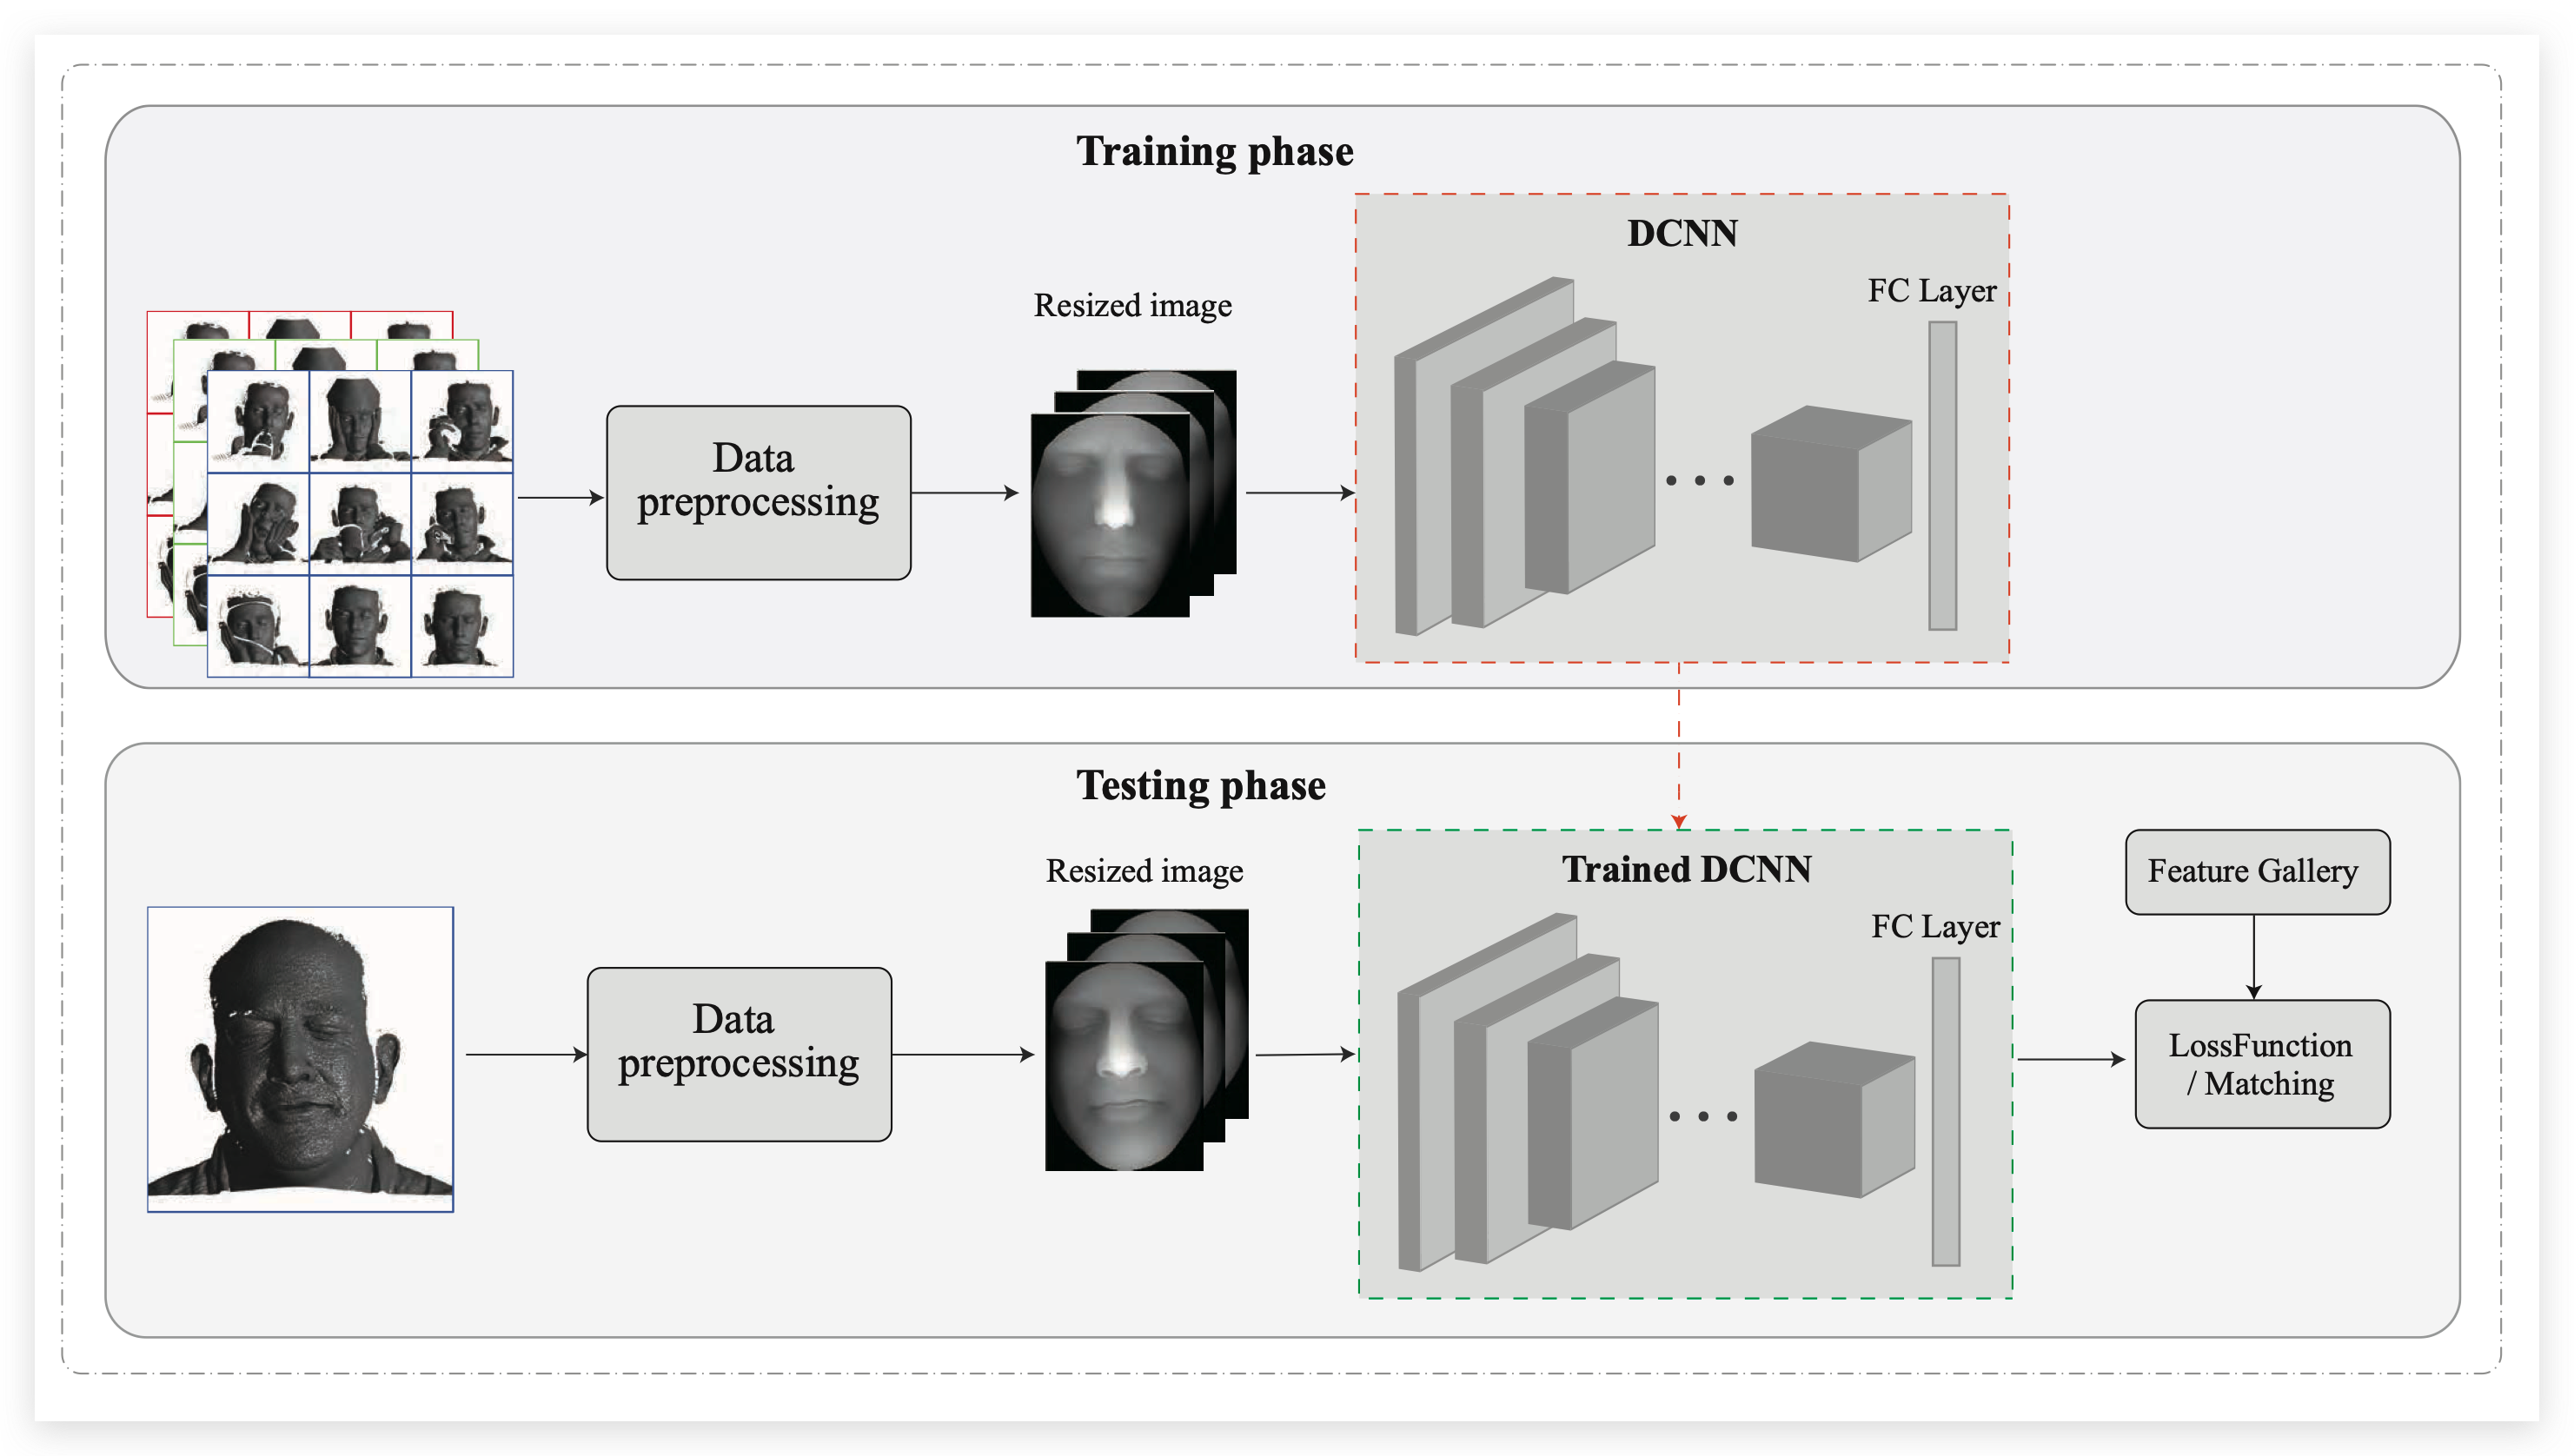 Training phase
DCNN
FC Layer
Resized image
Data
preprocessing
Testing phase
Trained DCNN
Feature Gallery
Resized image
FC Layer
Data
preprocessing
LossFunction
/ Matching